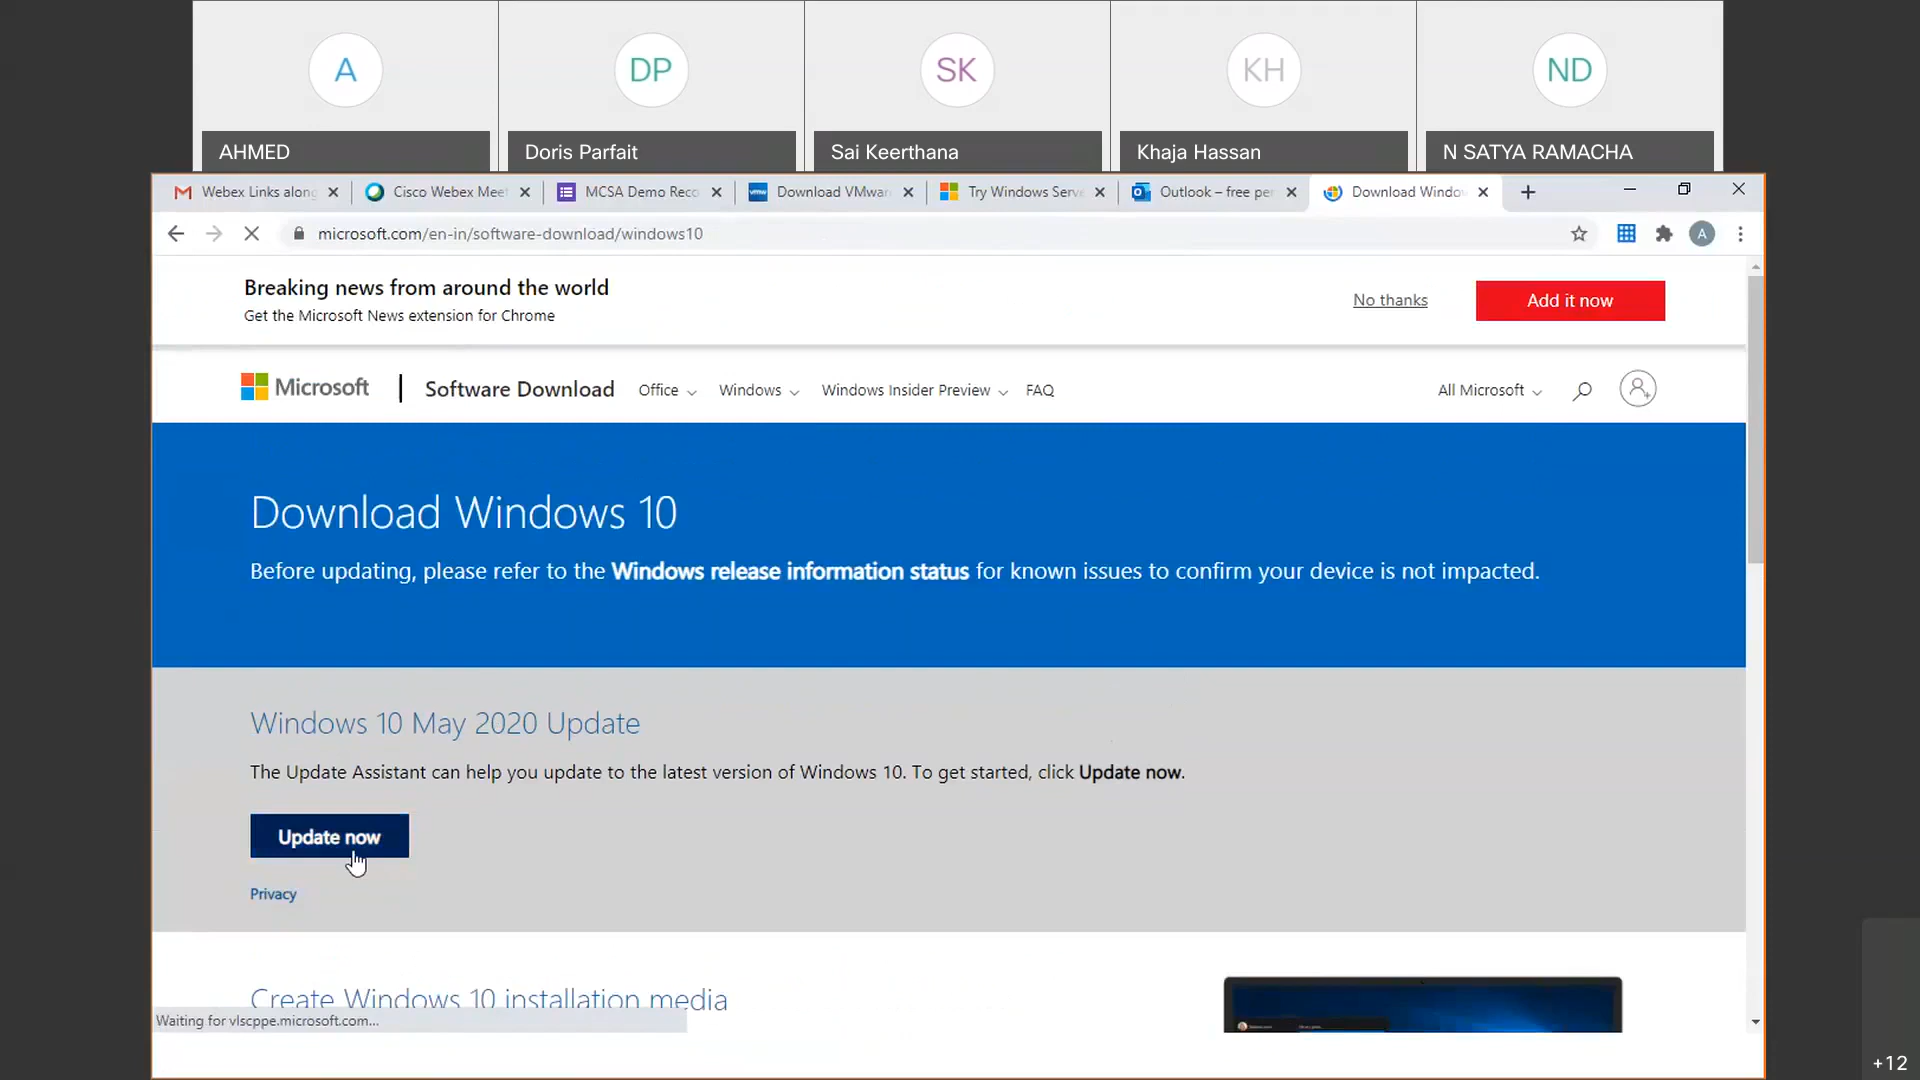 A
DP
SK
KH
ND
AHMED
Doris Parfait
Sai Keerthana
Khaja Hassan
N SATYA RAMACHA
Webex Links along
Cisco Webex Meet
MCSA Demo Reco
Download VMwar
Try Windows Serve
Outlook – free per
Download Windo
microsoft.com/en-in/software-download/windows10
A
Breaking news from around the world
Get the Microsoft News extension for Chrome
No thanks
Add it now
Microsoft
Software Download
Office
Windows
Windows Insider Preview
FAQ
All Microsoft
Download Windows 10
Before updating, please refer to the Windows release information status for known issues to confirm your device is not impacted.
Windows 10 May 2020 Update
The Update Assistant can help you update to the latest version of Windows 10. To get started, click Update now.
Update now
Privacy
Create Windows 10 installation media
Waiting for vlscppe.microsoft.com...
+12